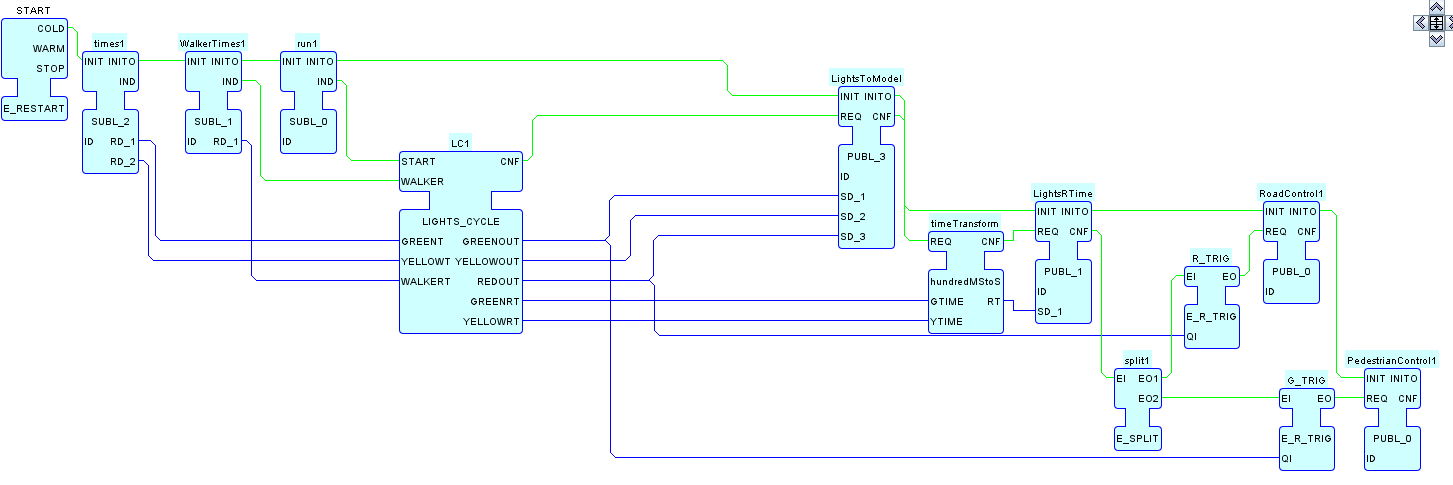 START
COLD
WARM
STOP
E_RESTART
times1
INIT INITO
IND
SUBL_2
ID RD_1
RD_2
WalkerTimes1
INIT INITO
IND
SUBL_1
ID RD_1
run1
INIT INITO
IND
SUBL_0
ID
LC1
START CNF
WALKER
LIGHTS_CYCLE
GREENT GREENOUT
YELLOWT YELLOWOUT
WALKERT REDOUT
GREENRT
YELLOWRT
LightsToModel
INIT INITO
REQ CNF
PUBL_3
ID
SD_1
SD_2
SD_3
timeTransform
REQ CNF
hundredMStoS
GTIME RT
YTIME
LightsRTime
INIT INITO
REQ CNF
PUBL_1
ID
SD_1
split1
EI EO1
EO2
E_SPLIT
R_TRIG
EI EO
E_R_TRIG
QI
RoadControl1
INIT INITO
REQ CNF
PUBL_0
ID
G_TRIG
EI EO
E_R_TRIG
QI
PedestrianControl1
INIT INITO
REQ CNF
PUBL_0
ID